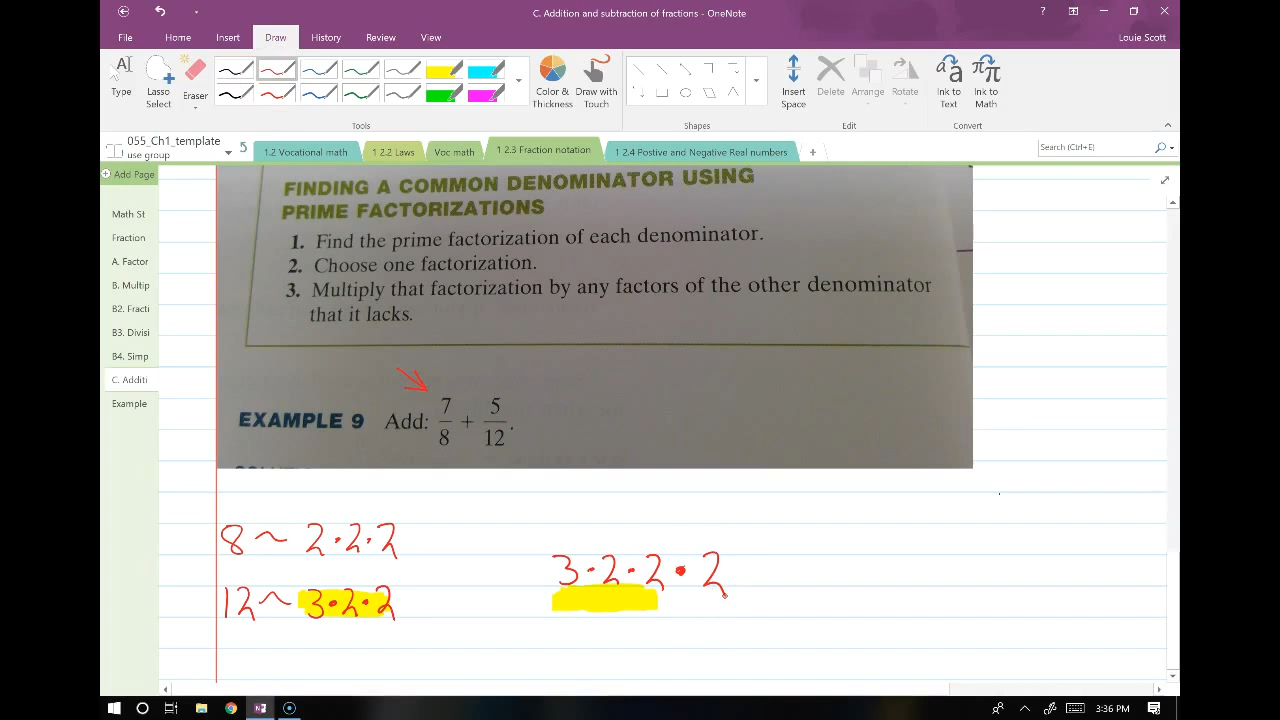 C. Addition and subtraction of fractions - OneNote
File Home Insert Draw History Review View
Louie Scott
Type
Lasso Select
Eraser
Color & Thickness
Draw with Touch
Insert Space
Delete
Arrange
Rotate
Ink to Text
Ink to Math
Tools Shapes Edit Convert
055_Ch1_template
use group
1.2 Vocational math
1 2.2 Laws
Voc math
1 2.3 Fraction notation
1 2.4 Postive and Negative Real numbers
Search (Ctrl+E)
Add Page
Math St
Fraction
A. Factor
B. Multip
B2. Fracti
B3. Divisi
B4. Simp
C. Additi
Example
FINDING A COMMON DENOMINATOR USING
PRIME FACTORIZATIONS
1. Find the prime factorization of each denominator.
2. Choose one factorization.
3. Multiply that factorization by any factors of the other denominator
that it lacks.
EXAMPLE 9 Add: 7/8 + 5/12.
8 ~ 2·2·2
12 ~ 3·2·2
3·2·2·2
3:36 PM